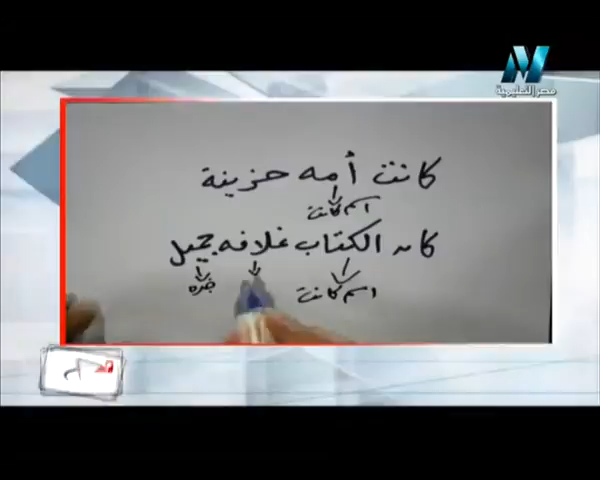 مصر التعليمية
كانت أمه حزينة
اسم كانت
كان الكتاب غلافه جميل
اسم كانت
خبره